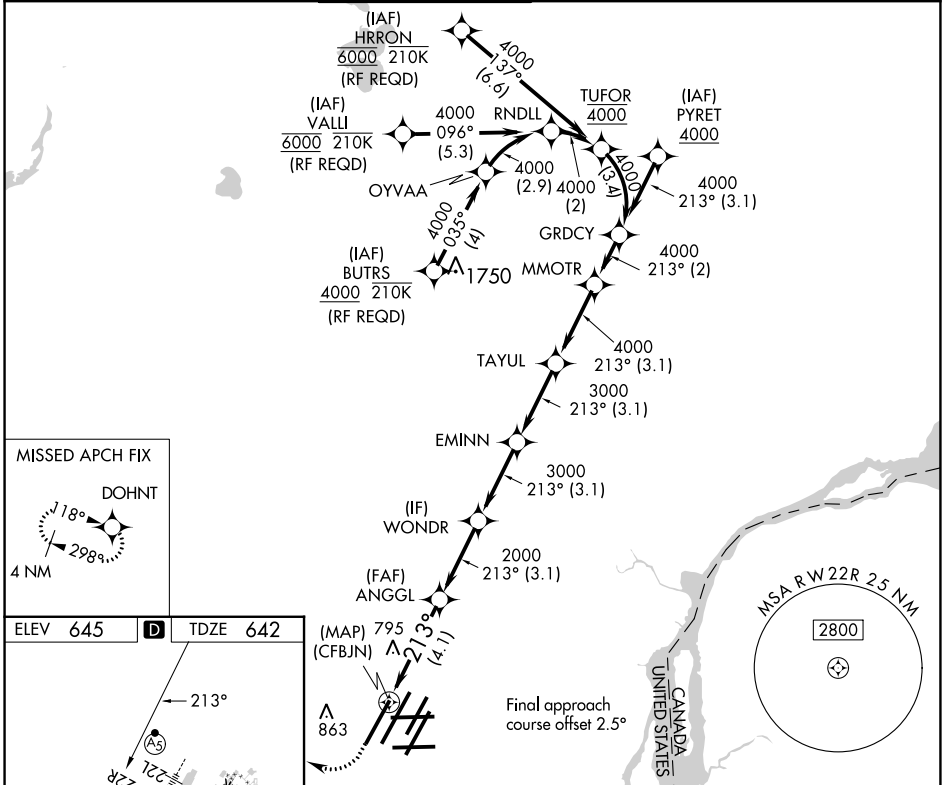 (IAF)
HRRON
6000 210K
(RF REQD)
4000
137°
(6.6)
(IAF)
VALLI
6000 210K
(RF REQD)
4000
096°
(5.3)
RNDLL
TUFOR
4000
(IAF)
PYRET
4000
OYVAA
4000
(2.9)
4000
(2)
4000
(3.4)
4000
213° (3.1)
4000
035°
(4)
GRDCY
(IAF)
BUTRS
4000 210K
(RF REQD)
1750
MMOTR
4000
213° (2)
4000
213° (3.1)
TAYUL
3000
213° (3.1)
EMINN
3000
213° (3.1)
MISSED APCH FIX
DOHNT
118°
298°
4 NM
(IF)
WONDR
2000
213° (3.1)
(FAF)
ANGGL
MSA RW22R 25 NM
2800
ELEV 645 D TDZE 642
213°
A5
22R
22L
(MAP)
(CFBJN)
795
213°
(4.1)
863
Final approach
course offset 2.5°
CANADA
UNITED STATES